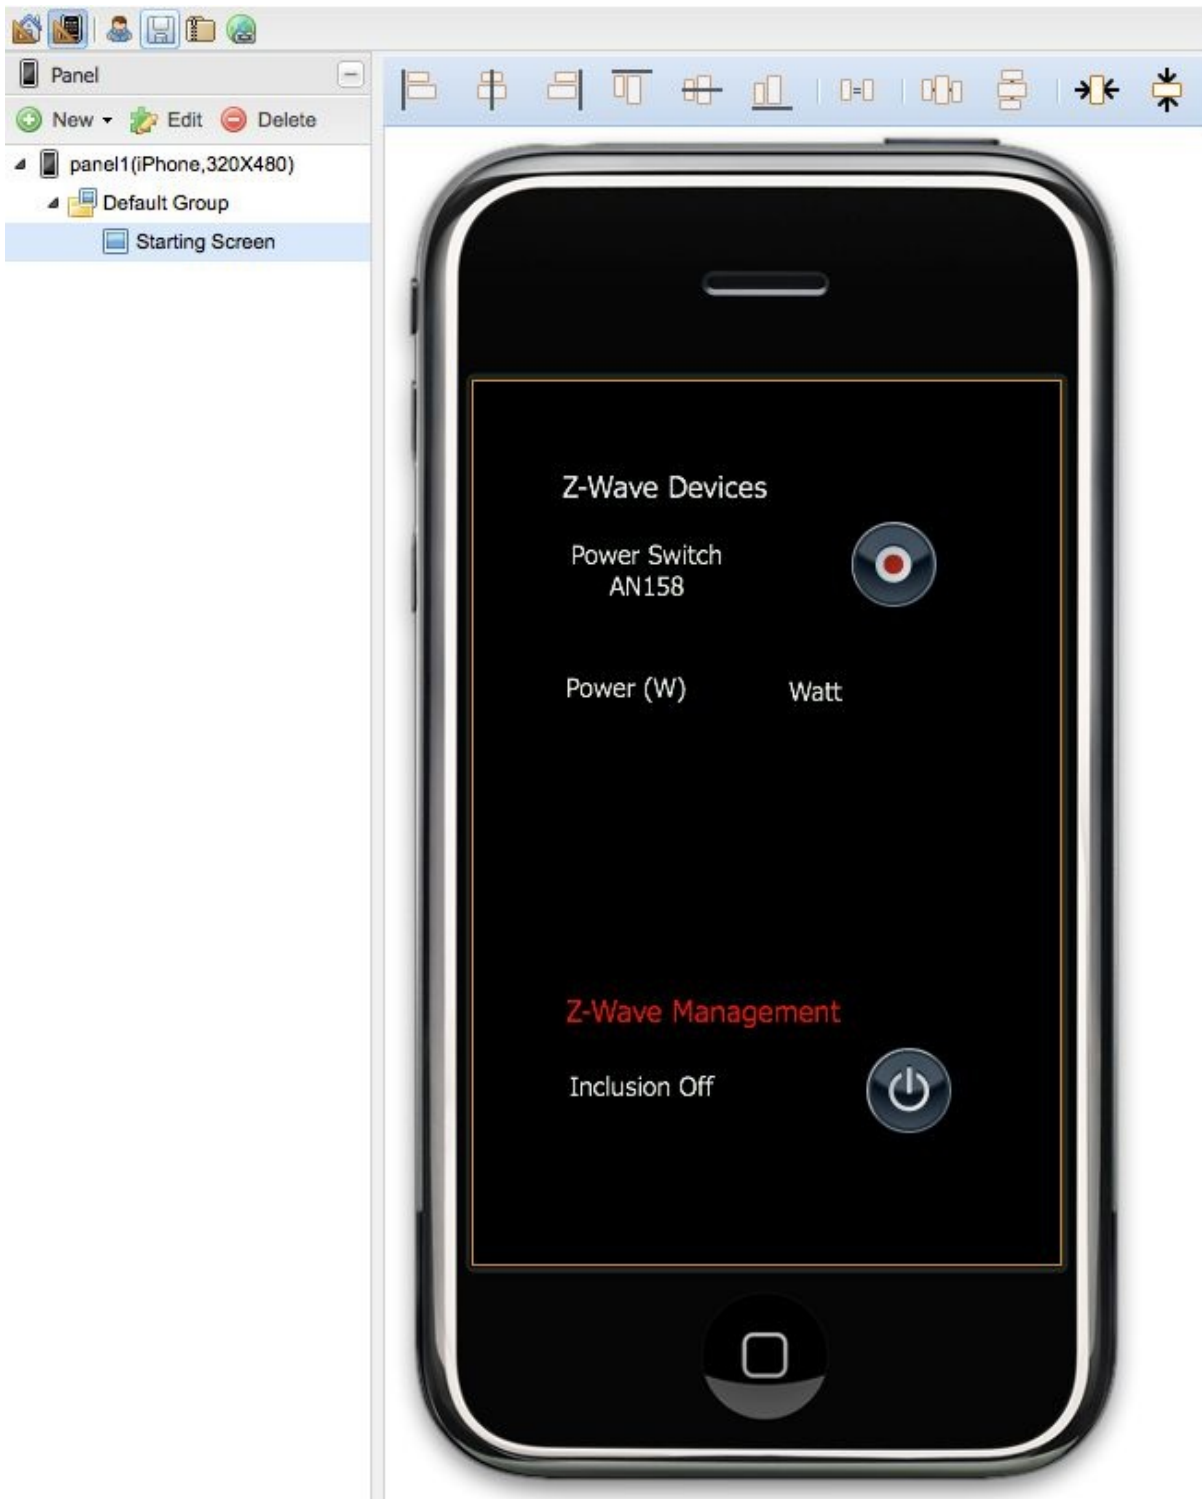 Panel
New Edit Delete
panel1(iPhone,320X480)
Default Group
Starting Screen
Z-Wave Devices
Power Switch
AN158
Power (W) Watt
Z-Wave Management
Inclusion Off